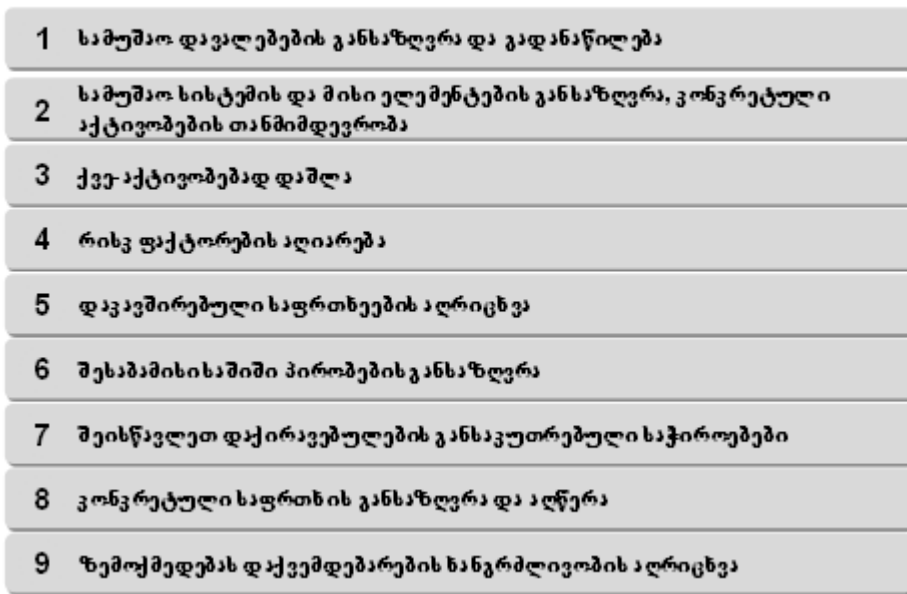 1 სამუშაო დავალებების განსაზღვრა და გადანაწილება
2 სამუშაო სისტემის და მისი ელემენტების განსაზღვრა, კონკრეტული
აქტივობების თანმიმდევრობა
3 ქვე-აქტივობებად დაშლა
4 რისკ ფაქტორების აღიარება
5 დაკავშირებული საფრთხეების აღრიცხვა
6 შესაბამისი საშიში პირობების განსაზღვრა
7 შეისწავლეთ დაქირავებულების განსაკუთრებული საჭიროებები
8 კონკრეტული საფრთხის განსაზღვრა და აღწერა
9 ზემოქმედებას დაქვემდებარების ხანგრძლივობის აღრიცხვა